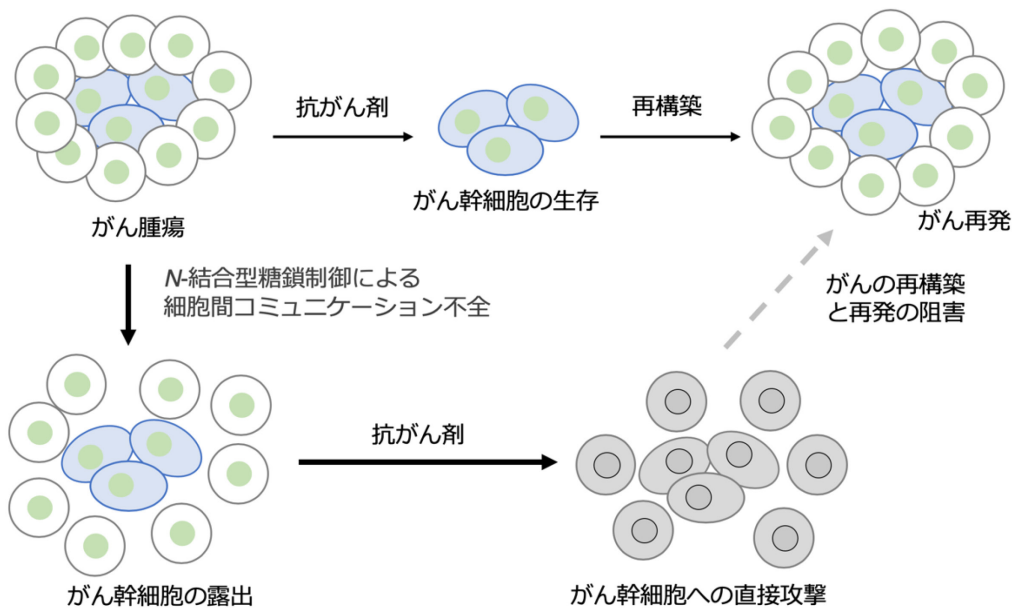 抗がん剤
再構築
がん幹細胞の生存
がん腫瘍
がん再発
N-結合型糖鎖制御による
細胞間コミュニケーション不全
がんの再構築
と再発の阻害
抗がん剤
がん幹細胞の露出
がん幹細胞への直接攻撃